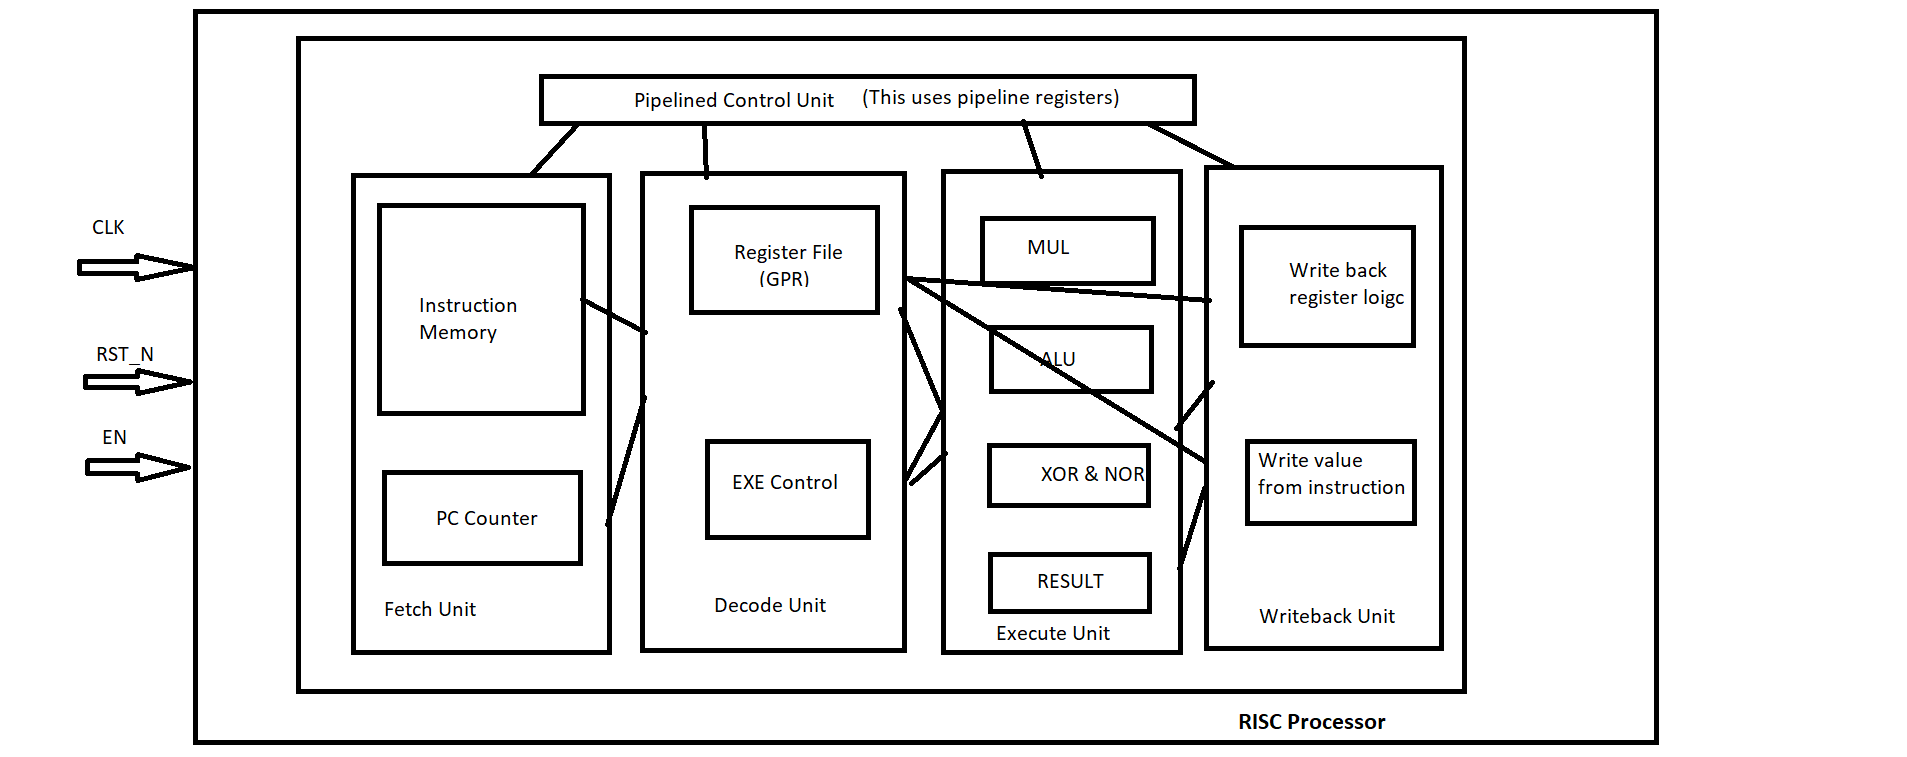 Pipelined Control Unit (This uses pipeline registers)
CLK
RST_N
EN
Instruction
Memory
PC Counter
Fetch Unit
Register File
(GPR)
EXE Control
Decode Unit
MUL
ALU
XOR & NOR
RESULT
Execute Unit
Write back
register loigc
Write value
from instruction
Writeback Unit
RISC Processor